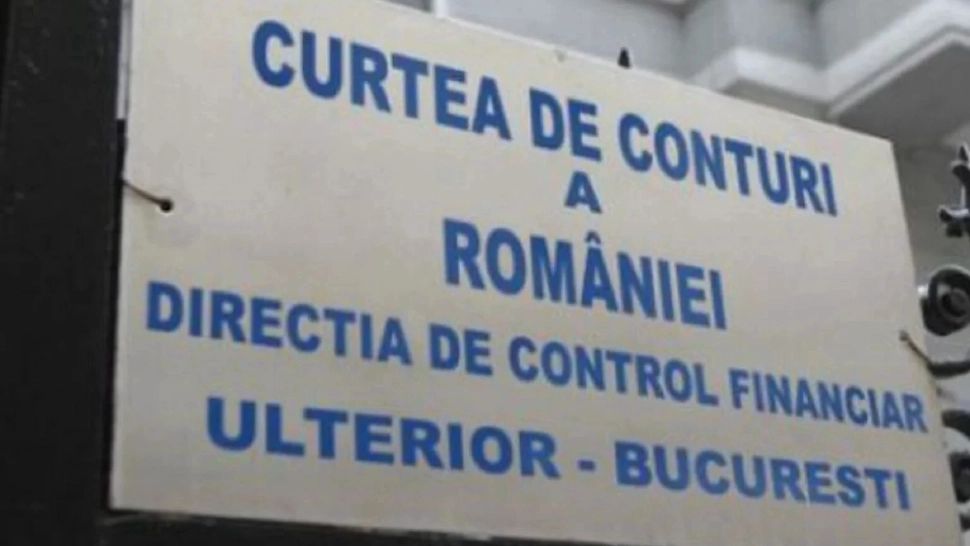 CURTEA DE CONTURI
A
ROMÂNIEI
DIRECTIA DE CONTROL FINANCIAR
ULTERIOR - BUCURESTI